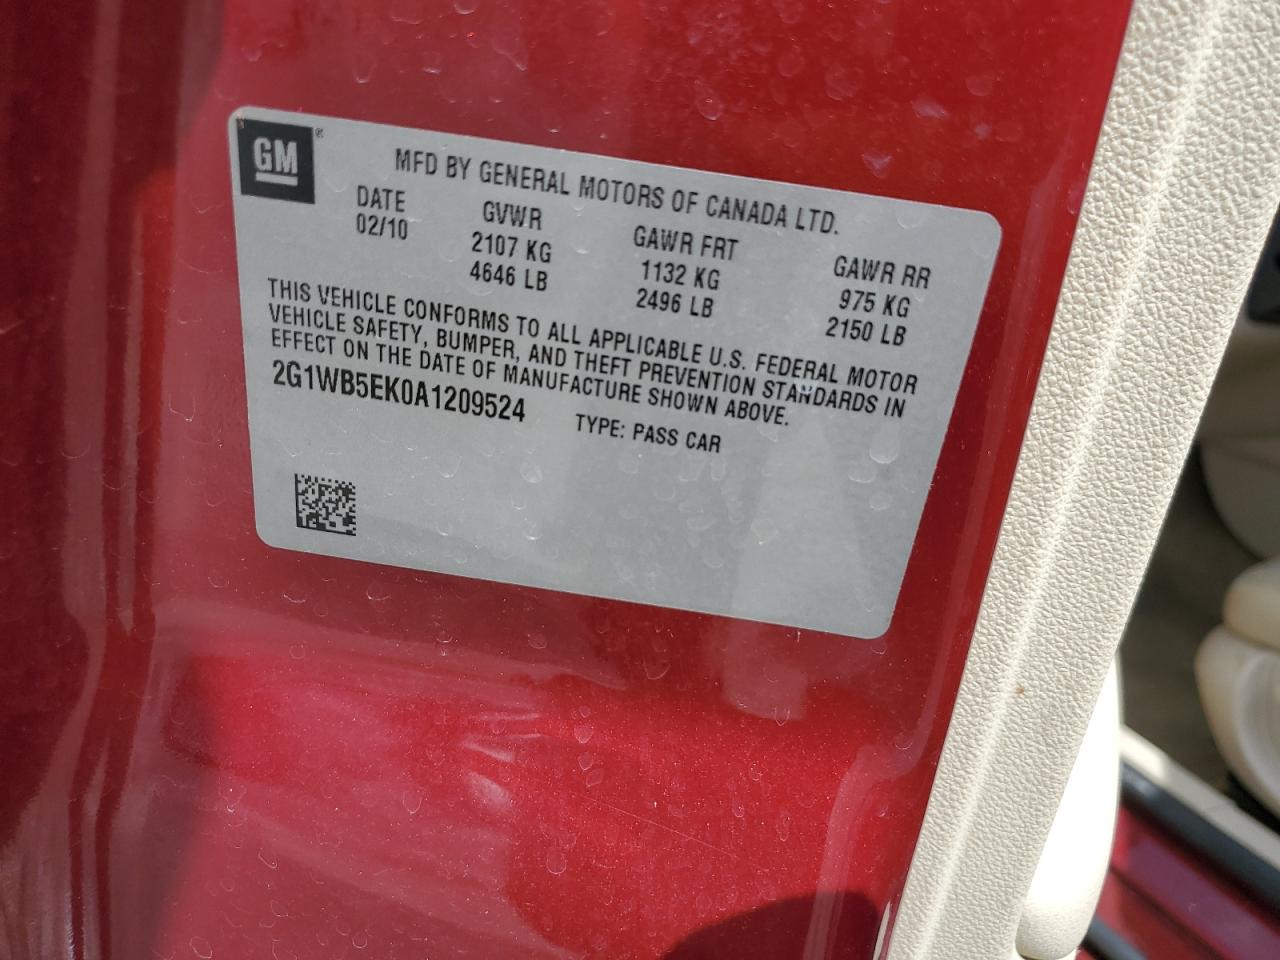 GM ®
MFD BY GENERAL MOTORS OF CANADA LTD.
DATE GVWR GAWR FRT GAWR RR
02/10 2107 KG 1132 KG 975 KG
4646 LB 2496 LB 2150 LB
THIS VEHICLE CONFORMS TO ALL APPLICABLE U.S. FEDERAL MOTOR
VEHICLE SAFETY, BUMPER, AND THEFT PREVENTION STANDARDS IN
EFFECT ON THE DATE OF MANUFACTURE SHOWN ABOVE.
2G1WB5EK0A1209524 TYPE: PASS CAR